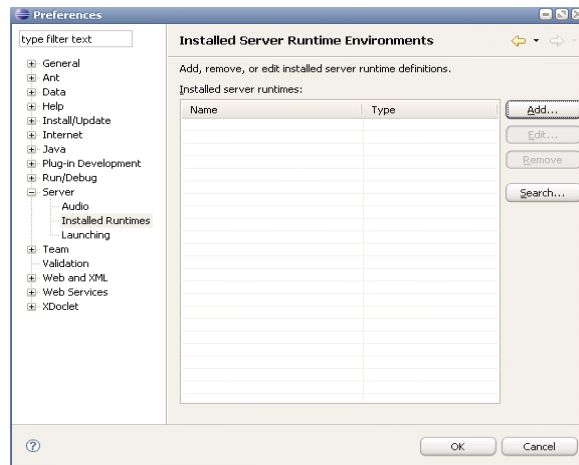 Preferences
type filter text
General
Ant
Data
Help
Install/Update
Internet
Java
Plug-in Development
Run/Debug
Server
Audio
Installed Runtimes
Launching
Team
Validation
Web and XML
Web Services
XDoclet
Installed Server Runtime Environments
Add, remove, or edit installed server runtime definitions.
Installed server runtimes:
Name Type
Add...
Edit...
Remove
Search...
OK Cancel